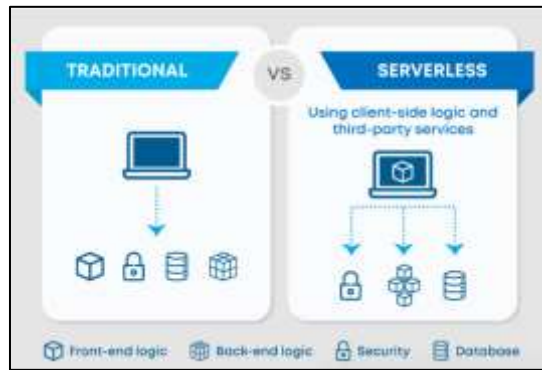 TRADITIONAL
VS
SERVERLESS
Using client-side logic and
third-party services
Front-end logic
Back-end logic
Security
Database